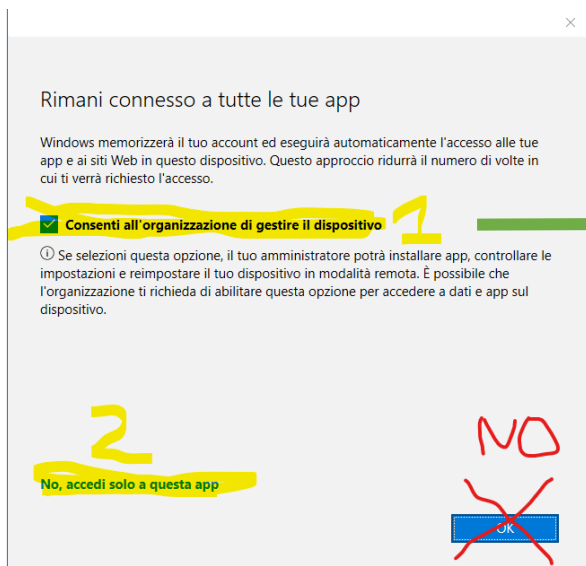 Rimani connesso a tutte le tue app
Windows memorizzerà il tuo account ed eseguirà automaticamente l'accesso alle tue
app e ai siti Web in questo dispositivo. Questo approccio ridurrà il numero di volte in
cui ti verrà richiesto l'accesso.
Consenti all'organizzazione di gestire il dispositivo 1
Se selezioni questa opzione, il tuo amministratore potrà installare app, controllare le
impostazioni e reimpostare il tuo dispositivo in modalità remota. È possibile che
l'organizzazione ti richieda di abilitare questa opzione per accedere a dati e app sul
dispositivo.
2
NO
No, accedi solo a questa app
OK